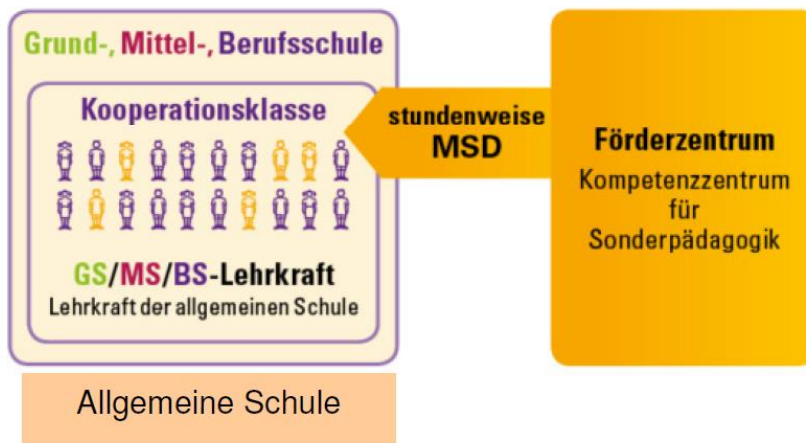 Grund-, Mittel-, Berufsschule
Kooperationsklasse
GS/MS/BS-Lehrkraft
Lehrkraft der allgemeinen Schule
stundenweise
MSD
Förderzentrum
Kompetenzzentrum
für
Sonderpädagogik
Allgemeine Schule